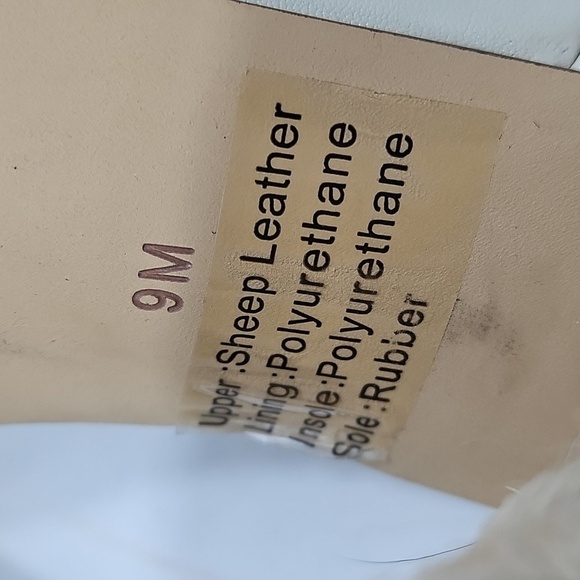 9M
Upper:Sheep Leather
Lining:Polyurethane
Insole:Polyurethane
Sole:Rubber